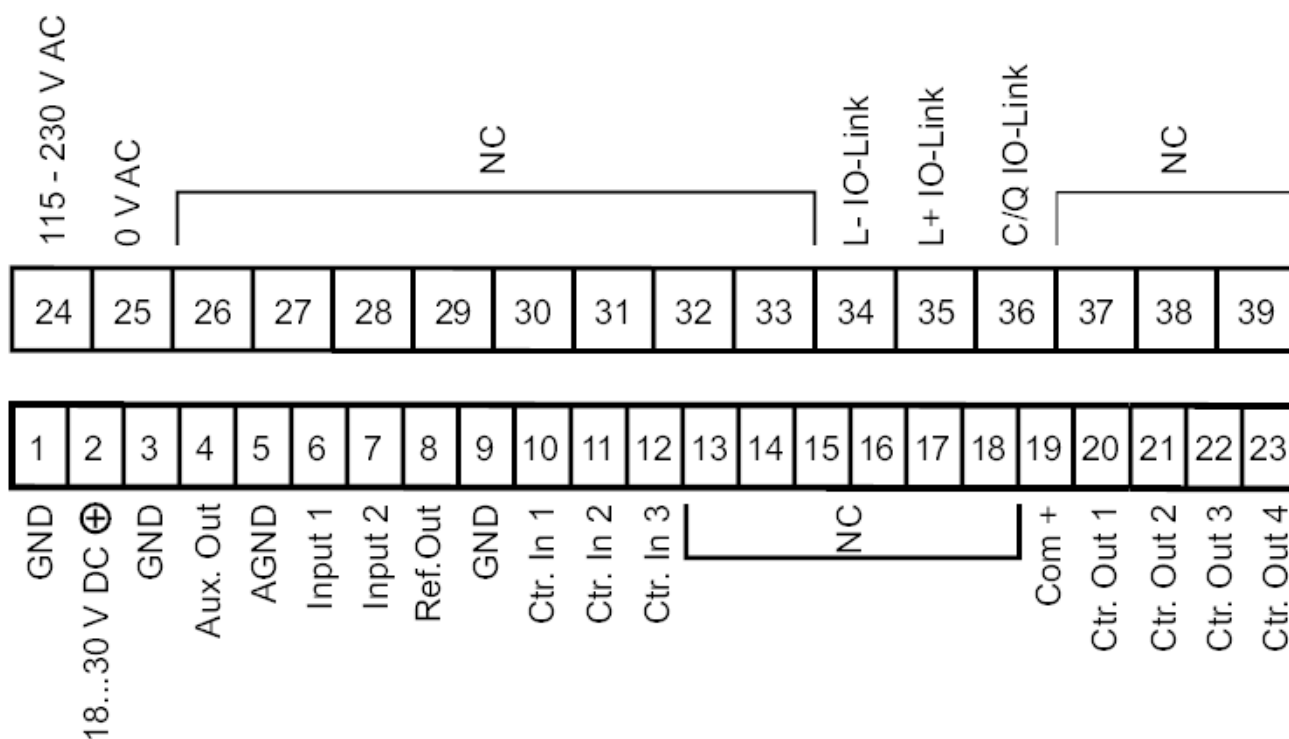 115 - 230 V AC
0 V AC
NC
L- IO-Link
L+ IO-Link
C/Q IO-Link
NC
24 25 26 27 28 29 30 31 32 33 34 35 36 37 38 39
1 2 3 4 5 6 7 8 9 10 11 12 13 14 15 16 17 18 19 20 21 22 23
GND
18...30 V DC ⊕
GND
Aux. Out
AGND
Input 1
Input 2
Ref.Out
GND
Ctr. In 1
Ctr. In 2
Ctr. In 3
NC
Com +
Ctr. Out 1
Ctr. Out 2
Ctr. Out 3
Ctr. Out 4